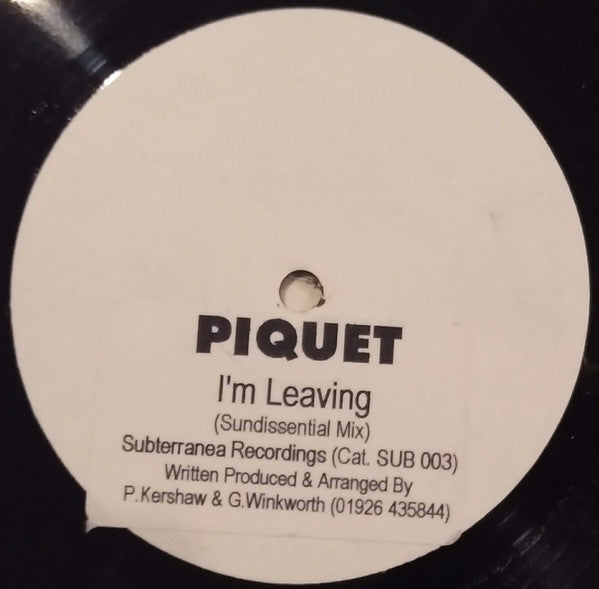 PIQUET
I'm Leaving
(Sundissential Mix)
Subterranea Recordings (Cat. SUB 003)
Written Produced & Arranged By
P.Kershaw & G.Winkworth (01926 435844)